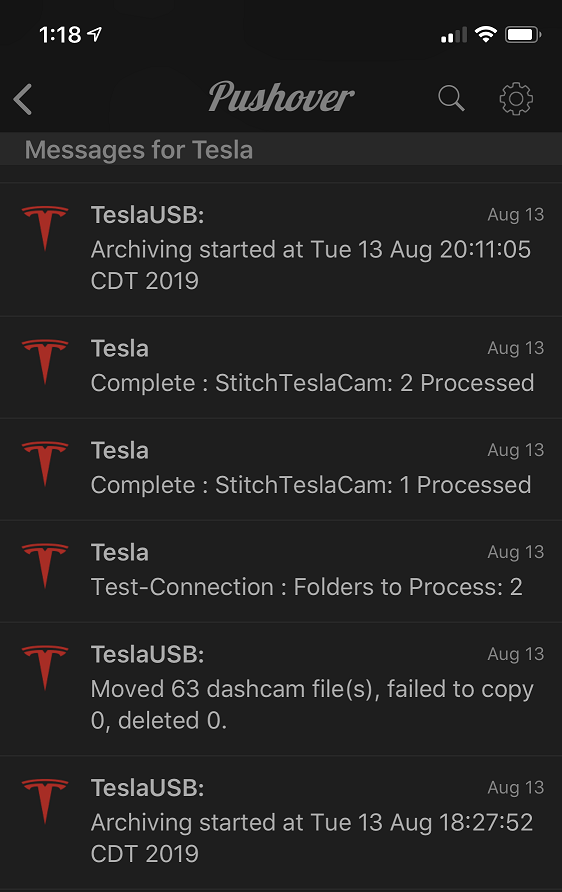 1:18
Pushover
Messages for Tesla
TeslaUSB:
Aug 13
Archiving started at Tue 13 Aug 20:11:05
CDT 2019
Tesla
Aug 13
Complete : StitchTeslaCam: 2 Processed
Tesla
Aug 13
Complete : StitchTeslaCam: 1 Processed
Tesla
Aug 13
Test-Connection : Folders to Process: 2
TeslaUSB:
Aug 13
Moved 63 dashcam file(s), failed to copy
0, deleted 0.
TeslaUSB:
Aug 13
Archiving started at Tue 13 Aug 18:27:52
CDT 2019